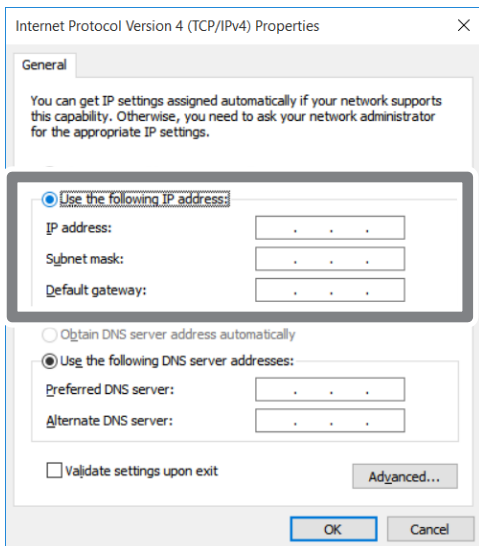 Internet Protocol Version 4 (TCP/IPv4) Properties
General
You can get IP settings assigned automatically if your network supports
this capability. Otherwise, you need to ask your network administrator
for the appropriate IP settings.
Use the following IP address:
IP address: . . .
Subnet mask: . . .
Default gateway: . . .
Obtain DNS server address automatically
Use the following DNS server addresses:
Preferred DNS server: . . .
Alternate DNS server: . . .
Validate settings upon exit
Advanced...
OK Cancel